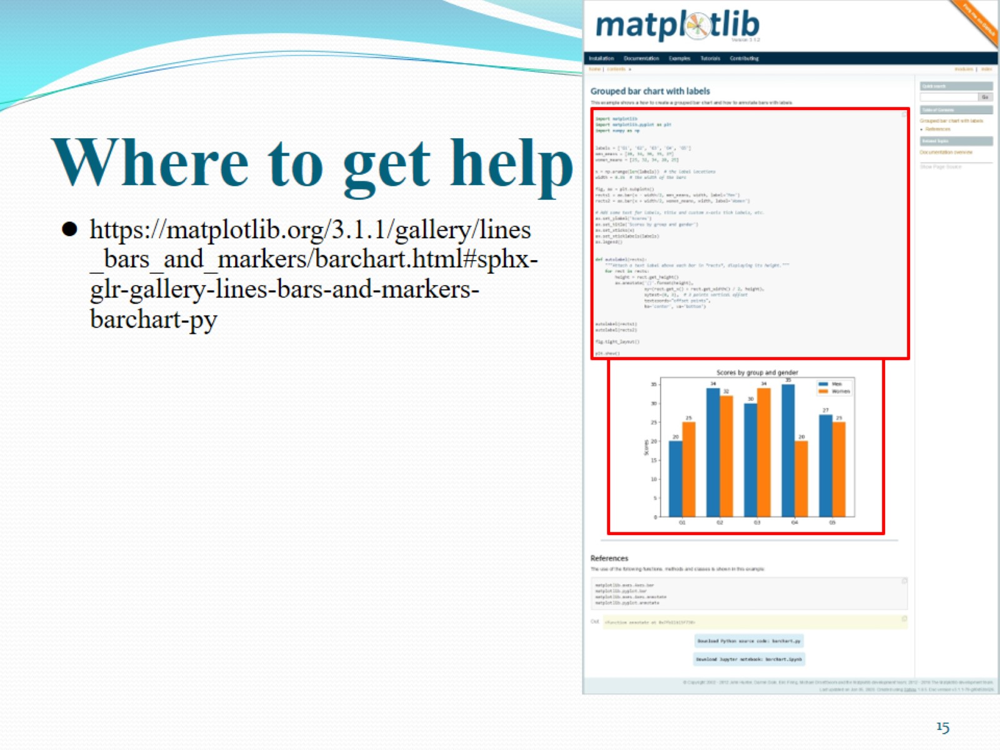 Where to get help
● https://matplotlib.org/3.1.1/gallery/lines
_bars_and_markers/barchart.html#sphx-
glr-gallery-lines-bars-and-markers-
barchart-py
matplotlib
Version 3.1.2
Fork me on GitHub
Installation Documentation Examples Tutorials Contributing
home | contents »
modules | index
Grouped bar chart with labels
This example shows a how to create a grouped bar chart and how to annotate bars with labels.
import matplotlib
import matplotlib.pyplot as plt
import numpy as np
labels = ['G1', 'G2', 'G3', 'G4', 'G5']
men_means = [20, 34, 30, 35, 27]
women_means = [25, 32, 34, 20, 25]
x = np.arange(len(labels))  # the label locations
width = 0.35  # the width of the bars
fig, ax = plt.subplots()
rects1 = ax.bar(x - width/2, men_means, width, label='Men')
rects2 = ax.bar(x + width/2, women_means, width, label='Women')
# Add some text for labels, title and custom x-axis tick labels, etc.
ax.set_ylabel('Scores')
ax.set_title('Scores by group and gender')
ax.set_xticks(x)
ax.set_xticklabels(labels)
ax.legend()
def autolabel(rects):
"""Attach a text label above each bar in *rects*, displaying its height."""
for rect in rects:
height = rect.get_height()
ax.annotate('{}'.format(height),
xy=(rect.get_x() + rect.get_width() / 2, height),
xytext=(0, 3),  # 3 points vertical offset
textcoords="offset points",
ha='center', va='bottom')
autolabel(rects1)
autolabel(rects2)
fig.tight_layout()
plt.show()
Quick search
Go
Table of Contents
Grouped bar chart with labels
References
Related Topics
Documentation overview
Show Page Source
Scores by group and gender
Men
Women
Scores
35
30
25
20
15
10
5
0
20 25 34 32 30 34 35 20 27 25
G1 G2 G3 G4 G5
References
The use of the following functions, methods and classes is shown in this example:
matplotlib.axes.Axes.bar
matplotlib.pyplot.bar
matplotlib.axes.Axes.annotate
matplotlib.pyplot.annotate
Out:
Download Python source code: barchart.py
Download Jupyter notebook: barchart.ipynb
15